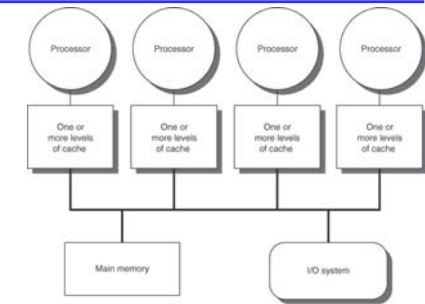 Processor
Processor
Processor
Processor
One or
more levels
of cache
One or
more levels
of cache
One or
more levels
of cache
One or
more levels
of cache
Main memory
I/O system